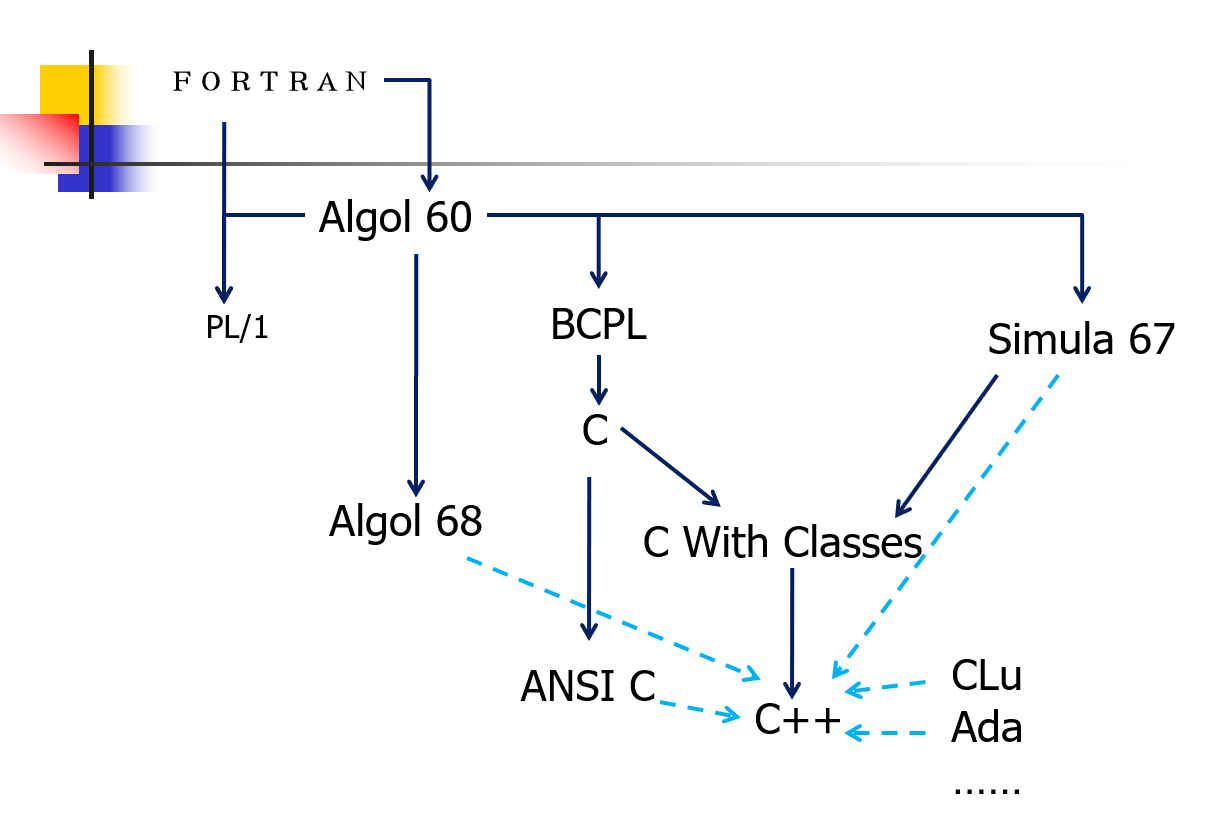 FORTRAN
Algol 60
PL/1
BCPL
Simula 67
C
Algol 68
C With Classes
ANSI C
C++
CLu
Ada
......